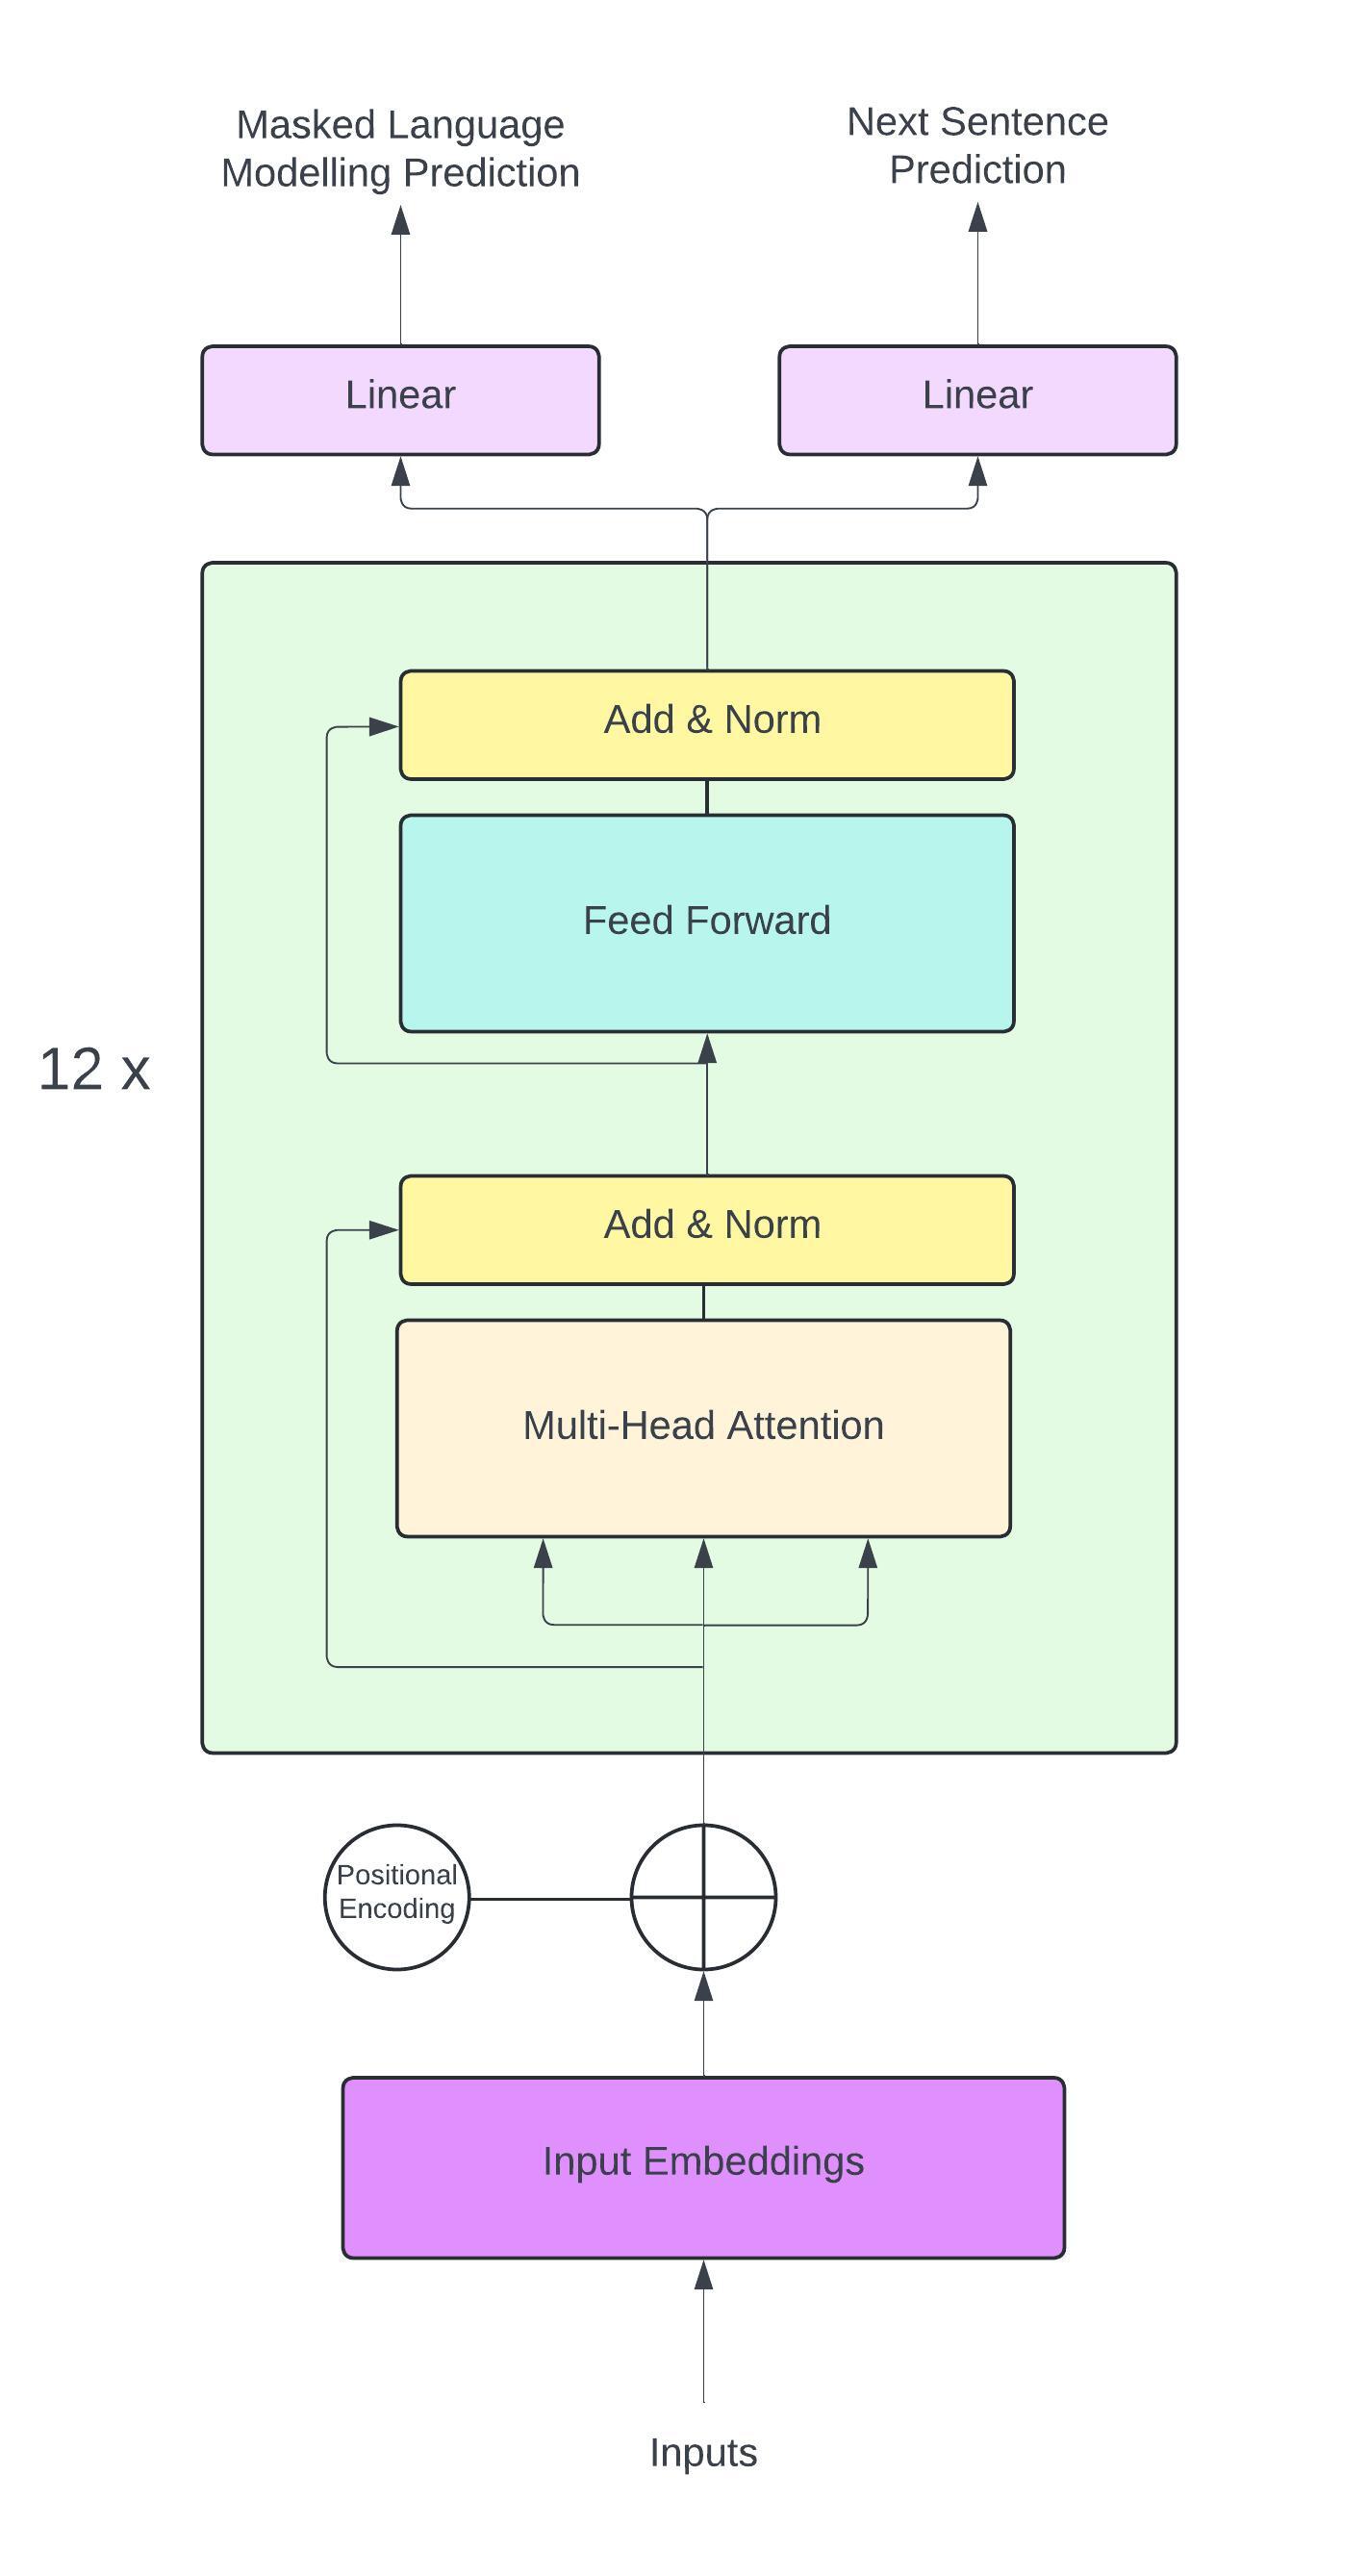 Masked Language
Modelling Prediction
Next Sentence
Prediction
Linear
Linear
Add & Norm
Feed Forward
12 x
Add & Norm
Multi-Head Attention
Positional
Encoding
Input Embeddings
Inputs